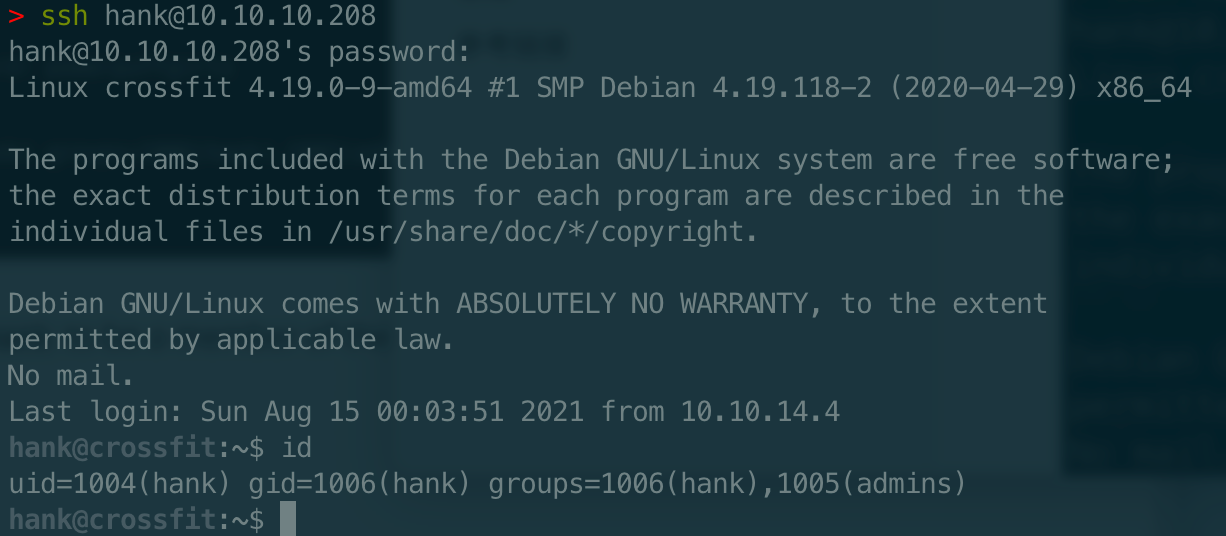 > ssh hank@10.10.10.208
hank@10.10.10.208's password:
Linux crossfit 4.19.0-9-amd64 #1 SMP Debian 4.19.118-2 (2020-04-29) x86_64
The programs included with the Debian GNU/Linux system are free software;
the exact distribution terms for each program are described in the
individual files in /usr/share/doc/*/copyright.
Debian GNU/Linux comes with ABSOLUTELY NO WARRANTY, to the extent
permitted by applicable law.
No mail.
Last login: Sun Aug 15 00:03:51 2021 from 10.10.14.4
hank@crossfit:~$ id
uid=1004(hank) gid=1006(hank) groups=1006(hank),1005(admins)
hank@crossfit:~$